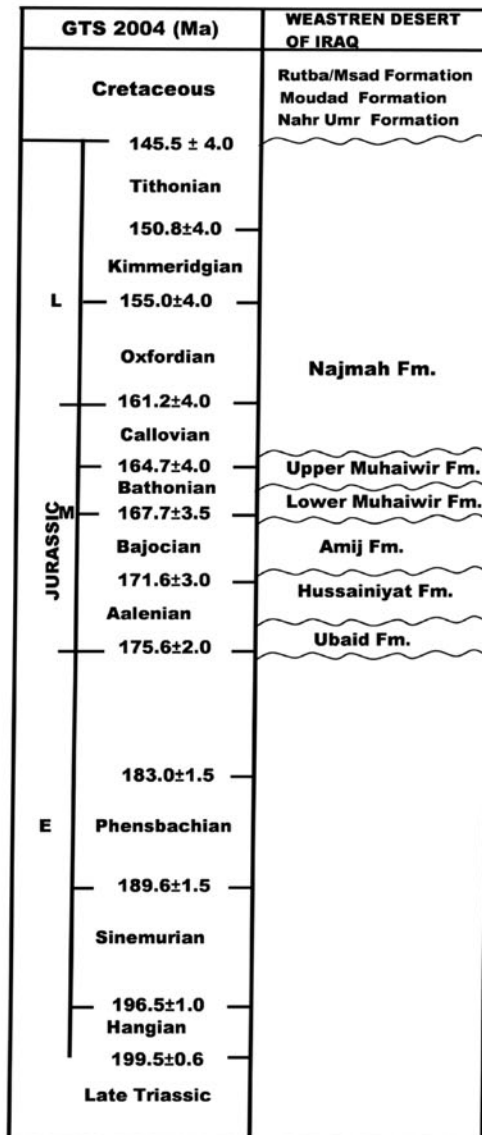 GTS 2004 (Ma)
WEASTREN DESERT
OF IRAQ
Cretaceous
Rutba/Msad Formation
Moudad Formation
Nahr Umr Formation
145.5 ± 4.0
Tithonian
150.8±4.0
Kimmeridgian
L
155.0±4.0
Oxfordian
Najmah Fm.
161.2±4.0
Callovian
164.7±4.0
Upper Muhaiwir Fm.
Bathonian
Lower Muhaiwir Fm.
M
167.7±3.5
JURASSIC
Bajocian
Amij Fm.
171.6±3.0
Hussainiyat Fm.
Aalenian
Ubaid Fm.
175.6±2.0
183.0±1.5
E
Phensbachian
189.6±1.5
Sinemurian
196.5±1.0
Hangian
199.5±0.6
Late Triassic